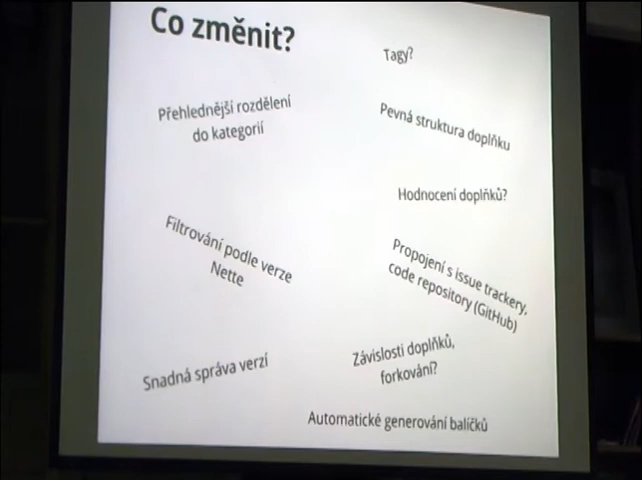 Co změnit?
Tagy?
Přehlednější rozdělení
do kategorií
Pevná struktura doplňku
Hodnocení doplňků?
Filtrování podle verze
Nette
Propojení s issue trackery,
code repository (GitHub)
Závislosti doplňků,
forkování?
Snadná správa verzí
Automatické generování balíčků